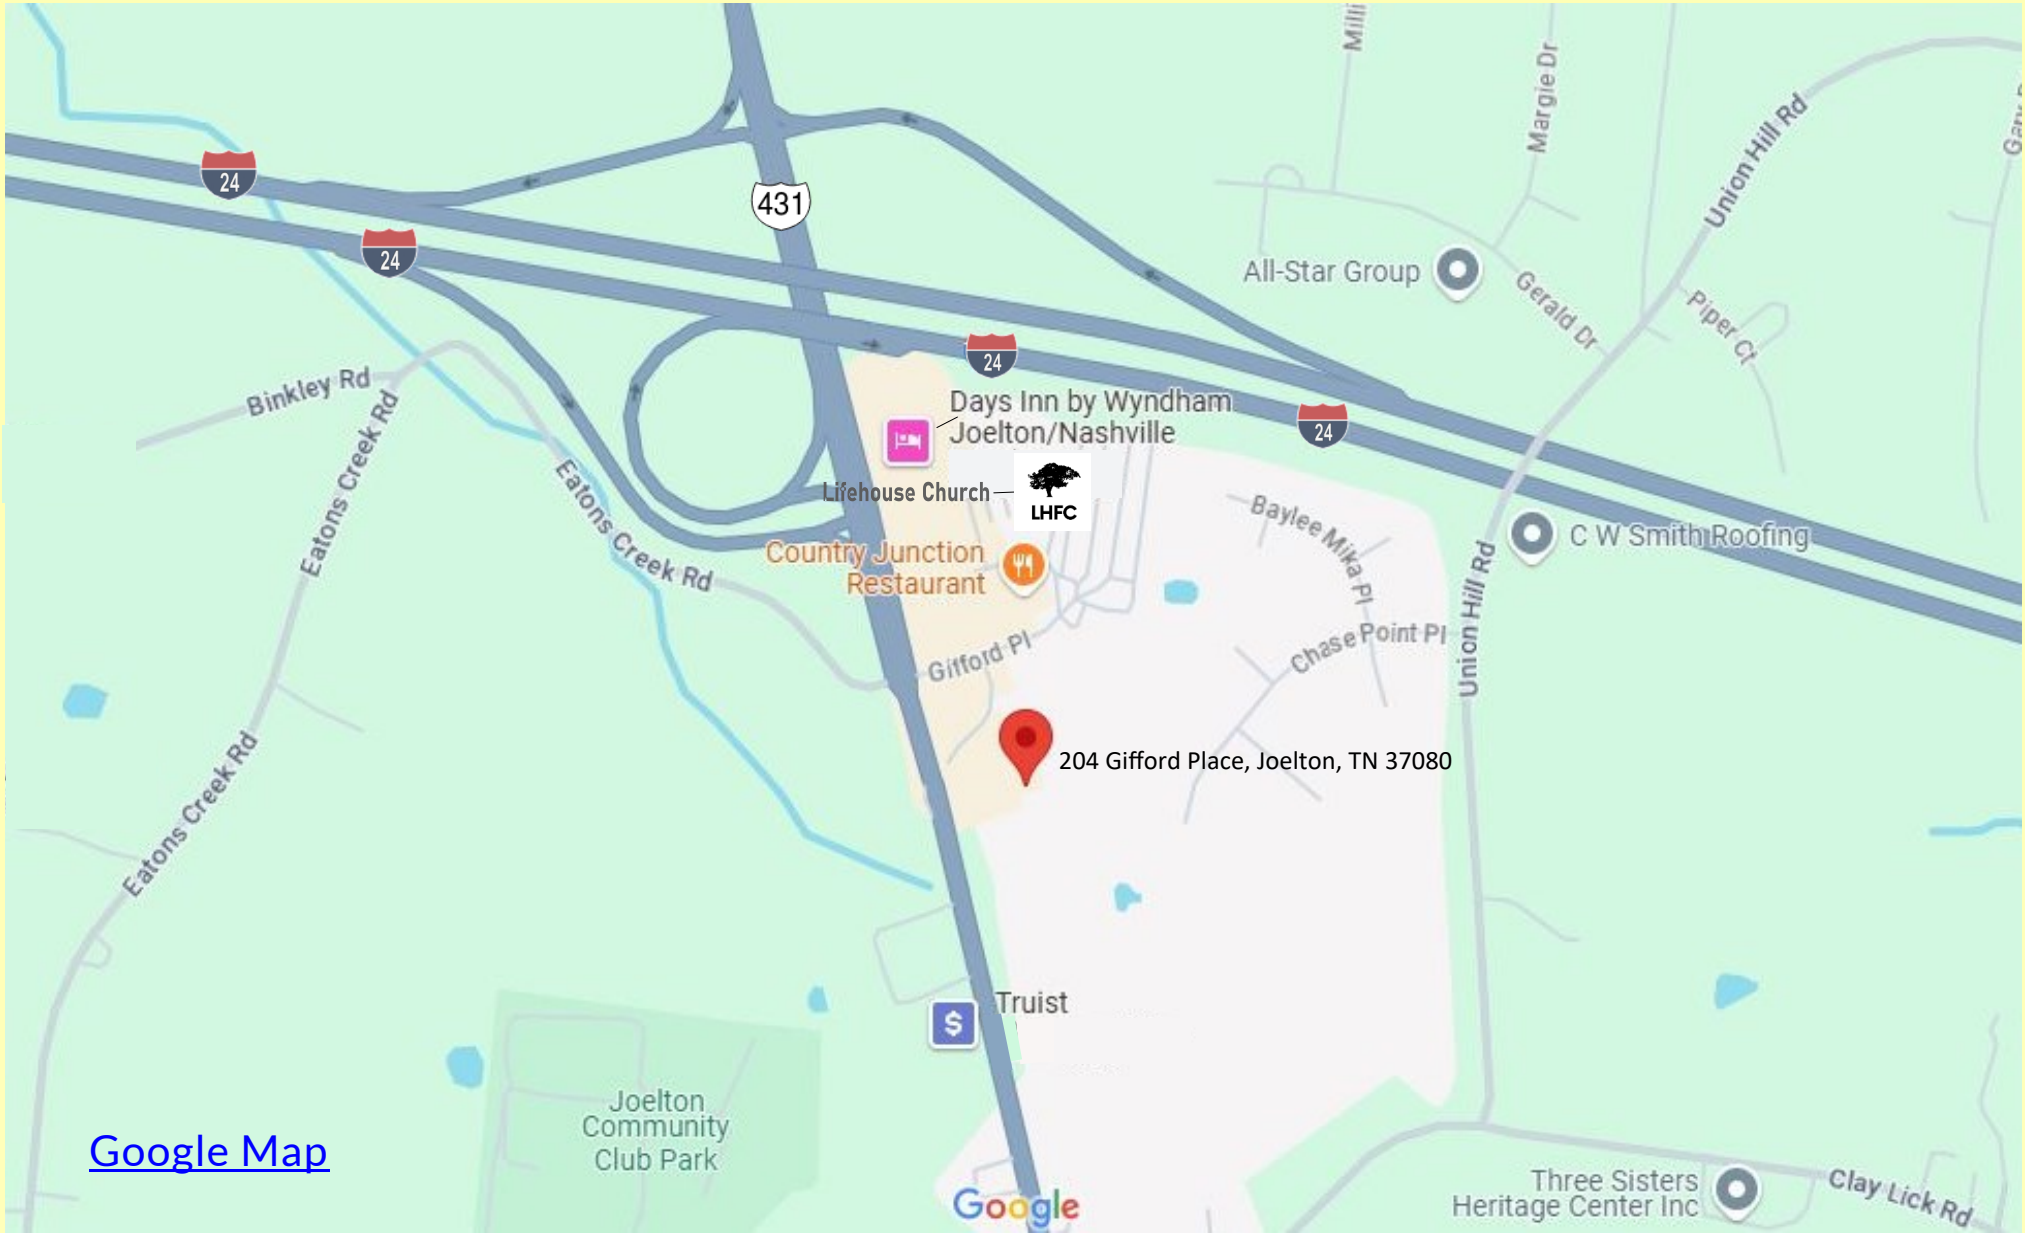 Milli
Margie Dr
Union Hill Rd
24
431
24
All-Star Group
Gerald Dr
Piper Ct
24
Binkley Rd
Days Inn by Wyndham
Joelton/Nashville
24
Eatons Creek Rd
Lifehouse Church
LHFC
Baylee Mika Pl
Eatons Creek Rd
C W Smith Roofing
Country Junction
Restaurant
Union Hill Rd
Gifford Pl
Chase Point Pl
204 Gifford Place, Joelton, TN 37080
Eatons Creek Rd
Truist
$
Joelton
Community
Club Park
Google Map
Google
Three Sisters
Heritage Center Inc
Clay Lick Rd